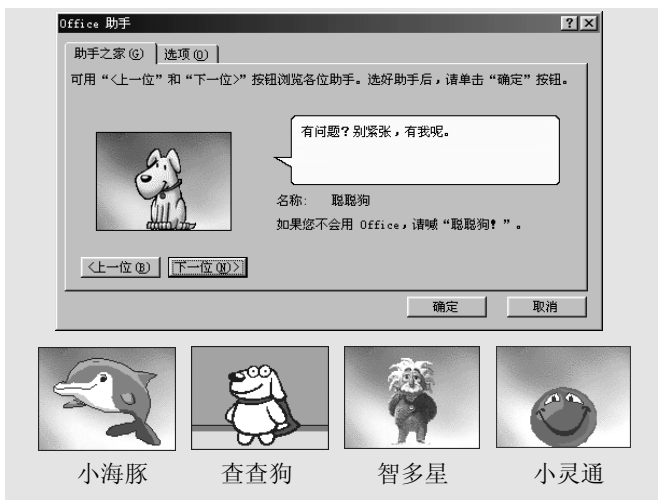 Office 助手
助手之家(G) 选项(O)
可用“<上一位”和“下一位>”按钮浏览各位助手。选好助手后，请单击“确定”按钮。
有问题？别紧张，有我呢。
名称: 聪聪狗
如果您不会用 Office，请喊“聪聪狗！”。
<上一位(B) 下一位(N)>
确定 取消
小海豚 查查狗 智多星 小灵通